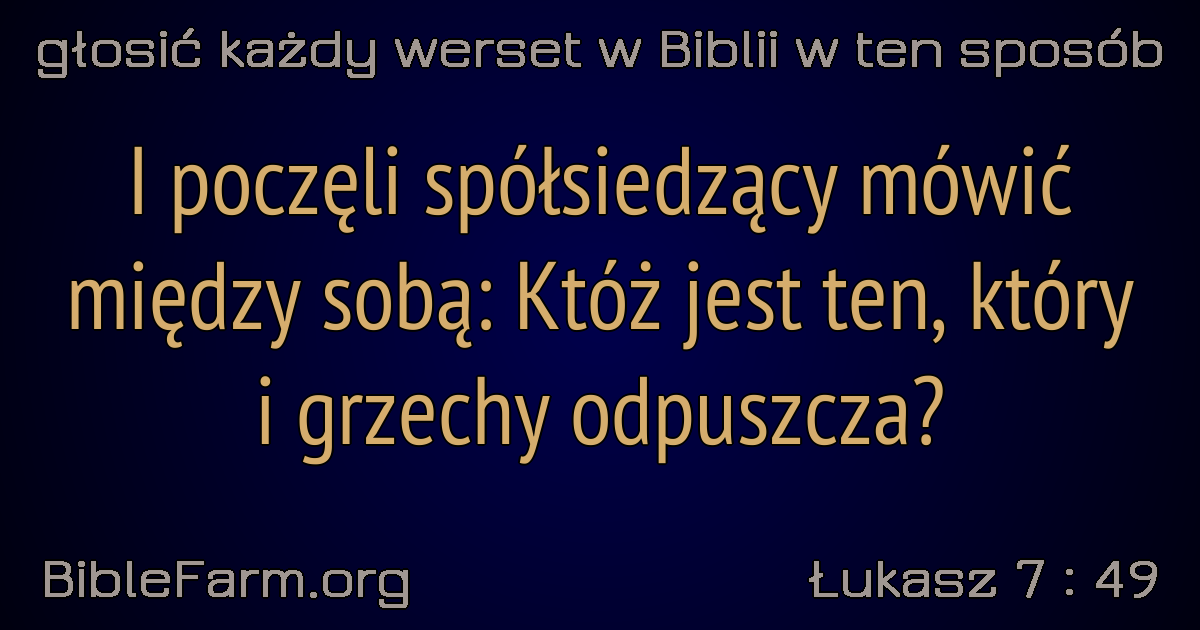 głosić każdy werset w Biblii w ten sposób
I poczęli spółsiedzący mówić
między sobą: Któż jest ten, który
i grzechy odpuszcza?
BibleFarm.org
Łukasz 7 : 49